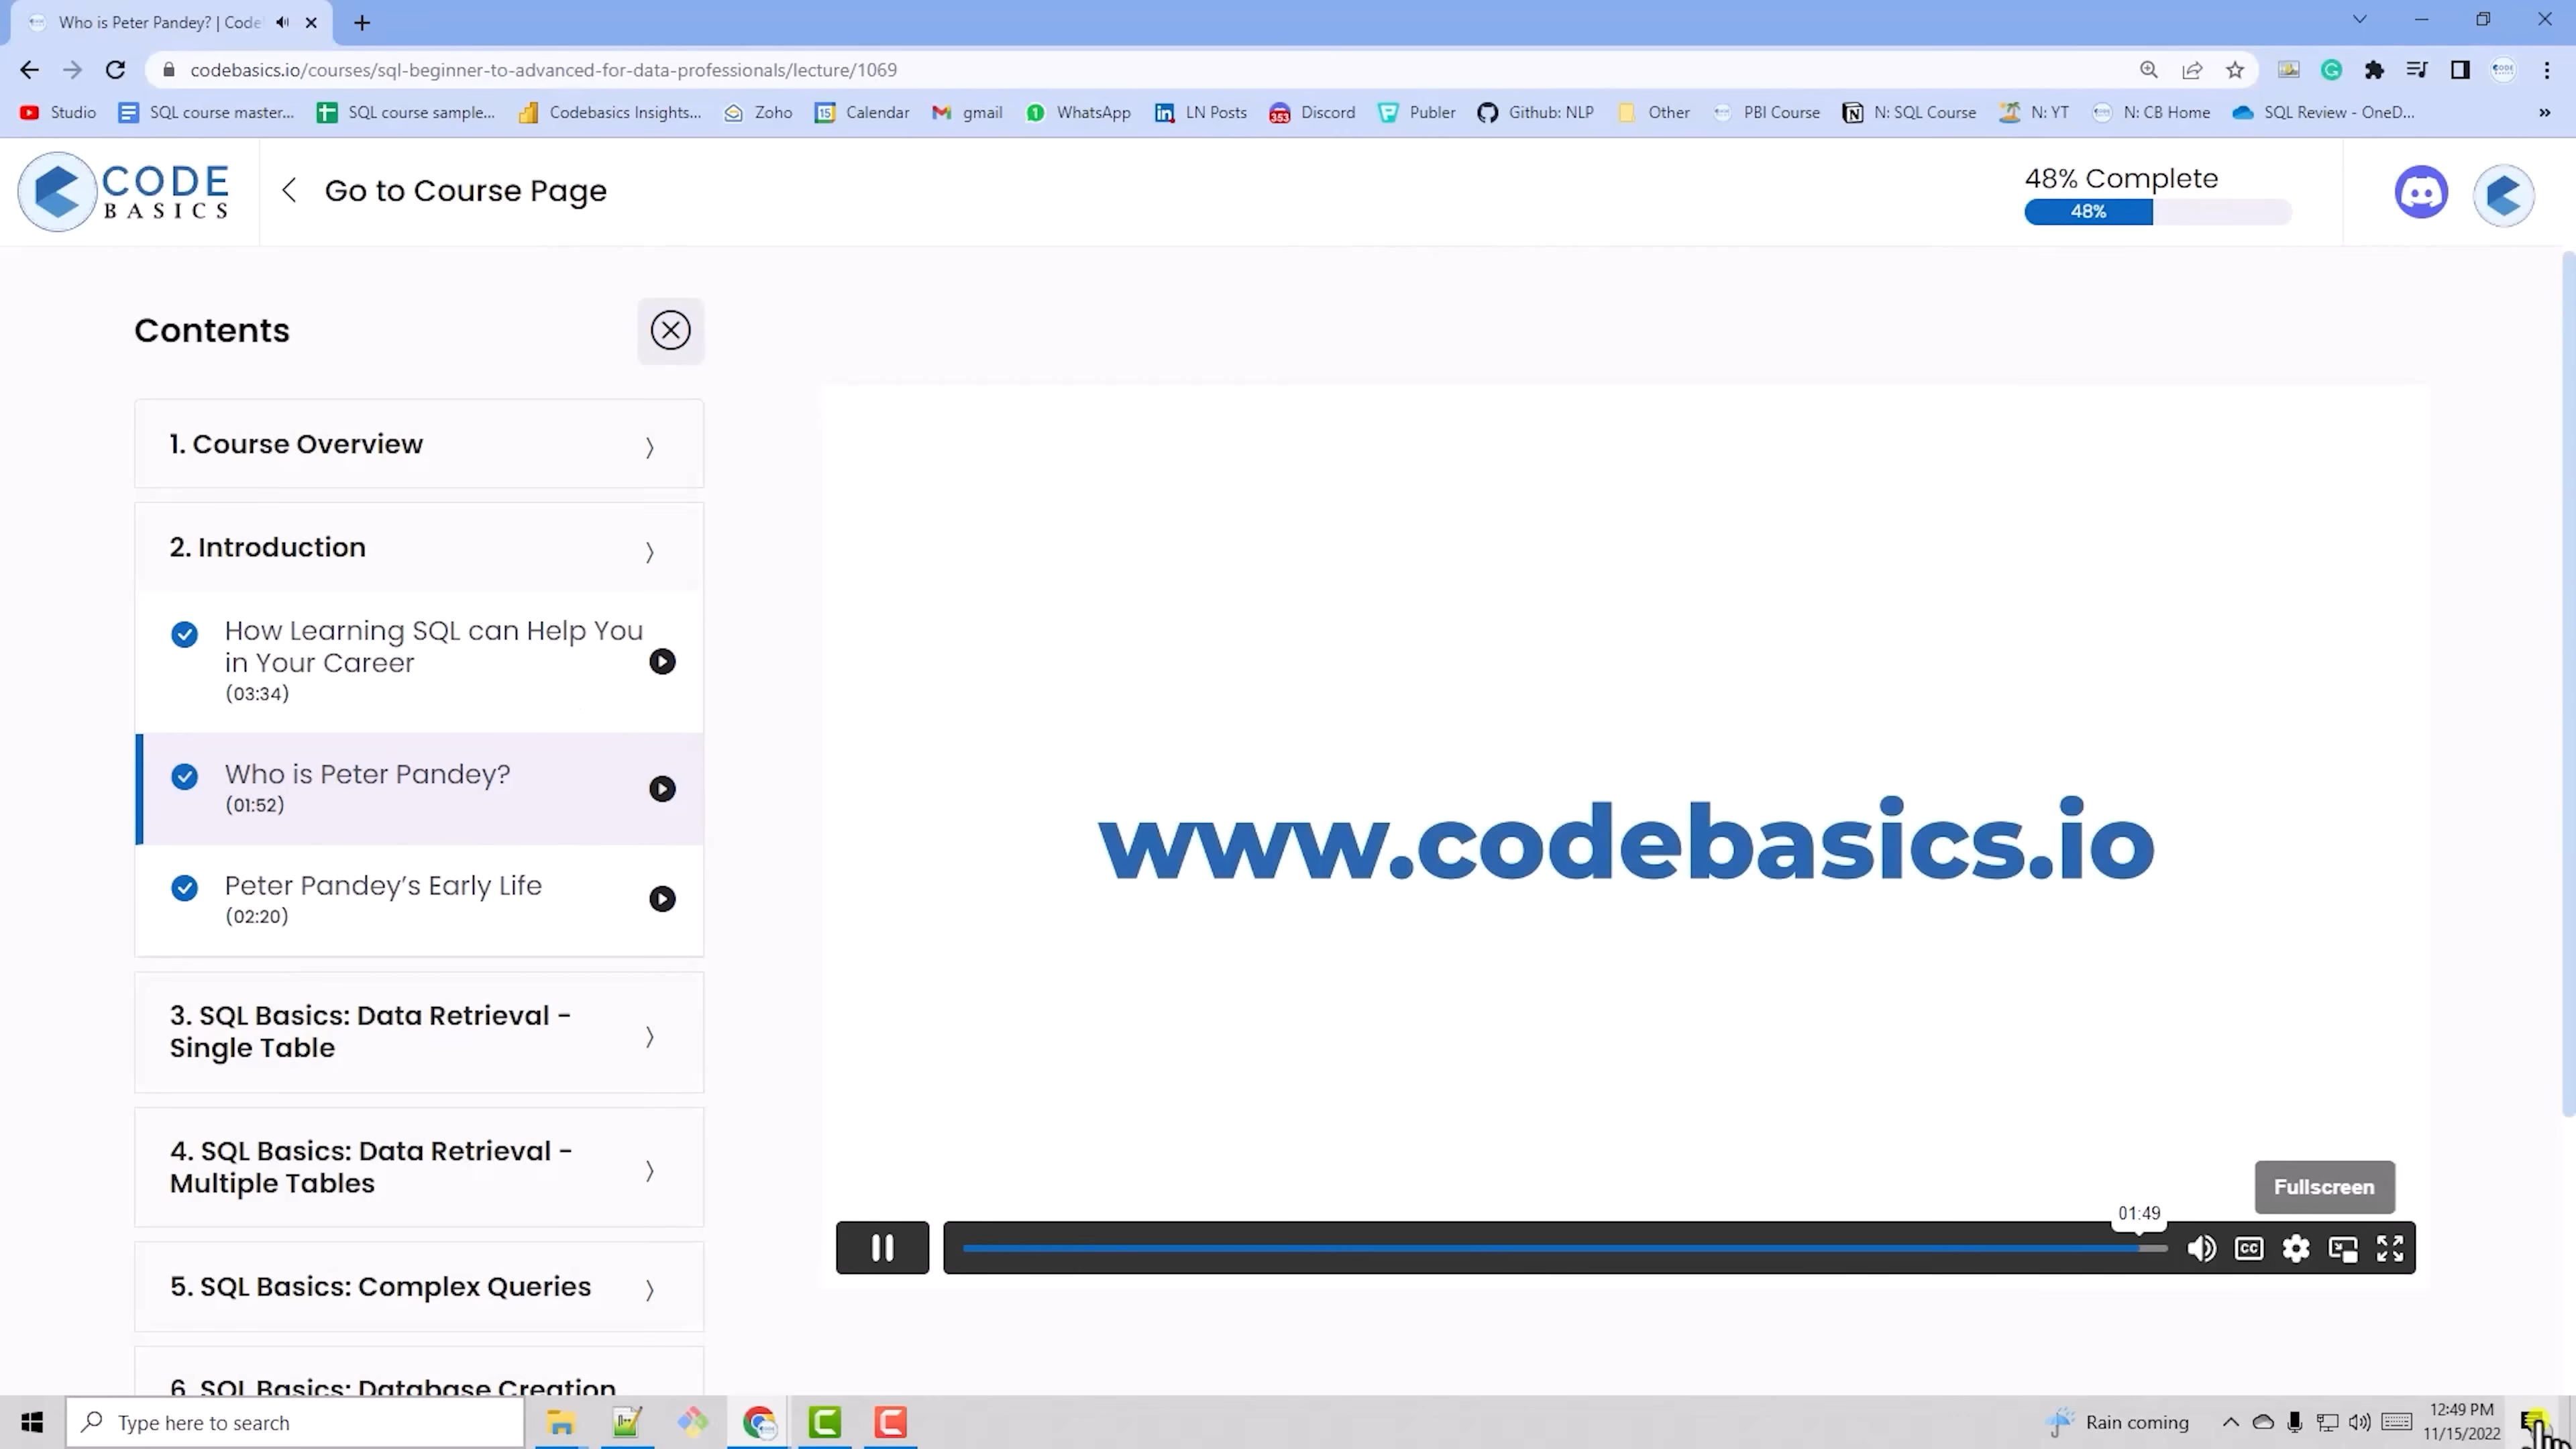 Who is Peter Pandey? | Code
codebasics.io/courses/sql-beginner-to-advanced-for-data-professionals/lecture/1069
Studio
SQL course master...
SQL course sample...
Codebasics Insights...
Zoho
15
Calendar
gmail
1
WhatsApp
LN Posts
353
Discord
Publer
Github: NLP
Other
PBI Course
N: SQL Course
N: YT
N: CB Home
SQL Review - OneD...
CODE
BASICS
Go to Course Page
48% Complete
48%
Contents
1. Course Overview
2. Introduction
How Learning SQL can Help You
in Your Career
(03:34)
Who is Peter Pandey?
(01:52)
Peter Pandey's Early Life
(02:20)
3. SQL Basics: Data Retrieval -
Single Table
4. SQL Basics: Data Retrieval -
Multiple Tables
5. SQL Basics: Complex Queries
6. SQL Basics: Database Creation
www.codebasics.io
Fullscreen
01:49
CC
Type here to search
Rain coming
12:49 PM
11/15/2022